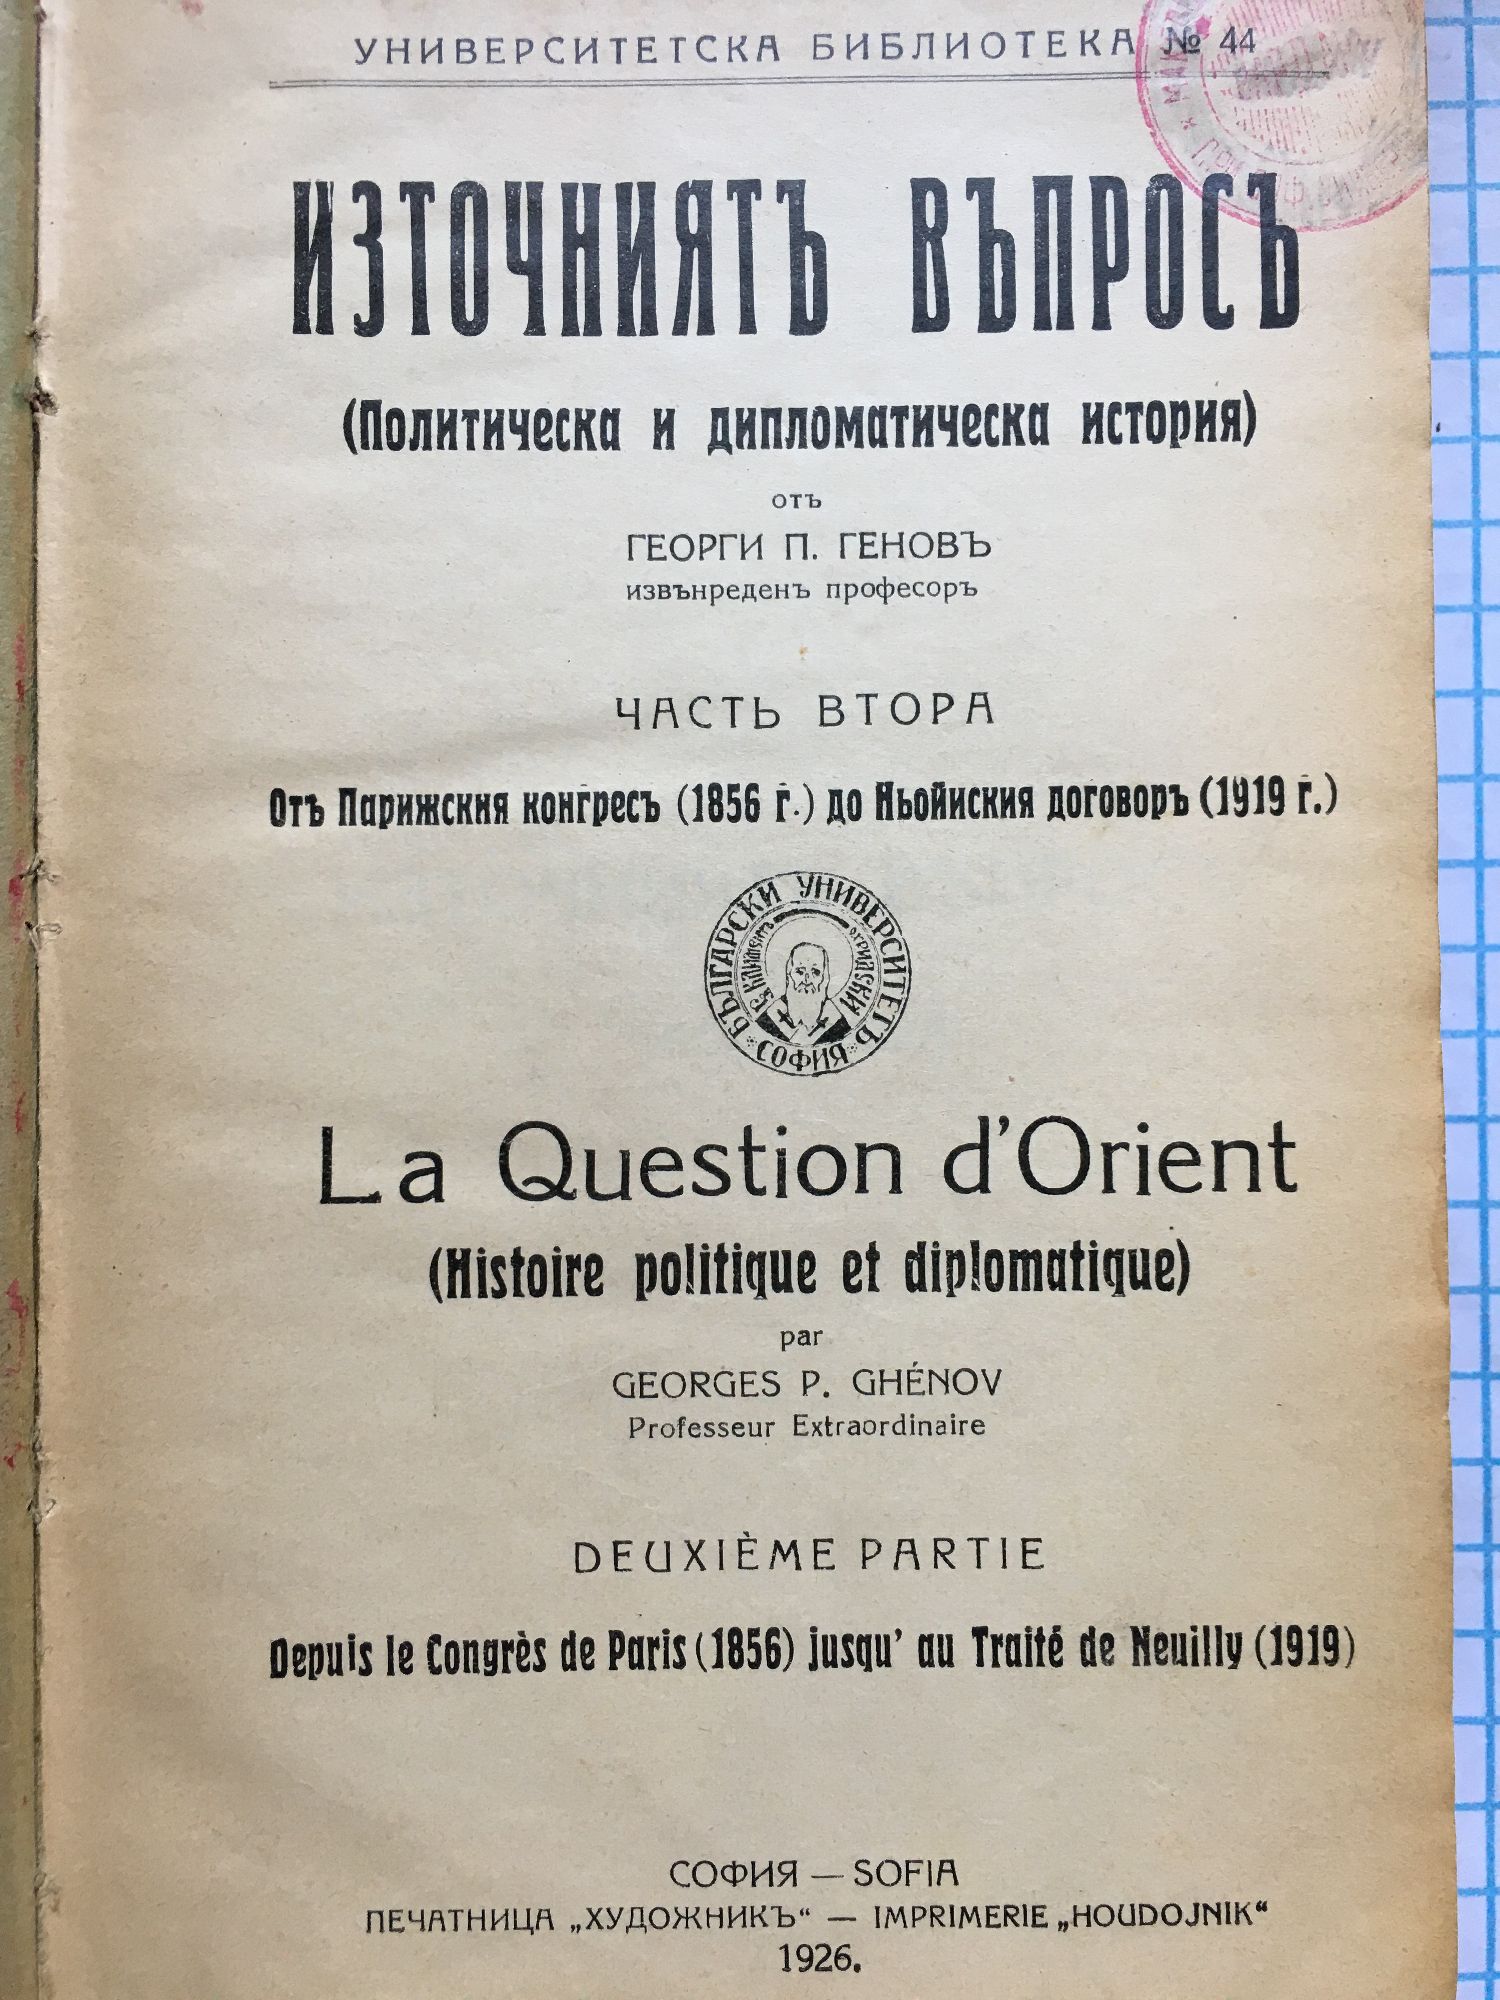 УНИВЕРСИТЕТСКА БИБЛИОТЕКА № 44
ИЗТОЧНИЯТЪ ВЪПРОСЪ
(Политическа и дипломатическа история)
отъ
ГЕОРГИ П. ГЕНОВЪ
извънреденъ професоръ
ЧАСТЬ ВТОРА
Отъ Парижския конгресъ (1856 г.) до Ньойиския договоръ (1919 г.)
БЪЛГАРСКИ УНИВЕРСИТЕТЪ
СВ. КЛИМЕНТЪ ОХРИДСКИ
* СОФИЯ *
La Question d'Orient
(Histoire politique et diplomatique)
par
GEORGES P. GHÉNOV
Professeur Extraordinaire
DEUXIÈME PARTIE
Depuis le Congrès de Paris (1856) jusqu' au Traité de Neuilly (1919)
СОФИЯ — SOFIA
ПЕЧАТНИЦА „ХУДОЖНИКЪ“ — IMPRIMERIE „HOUDOJNIK“
1926.